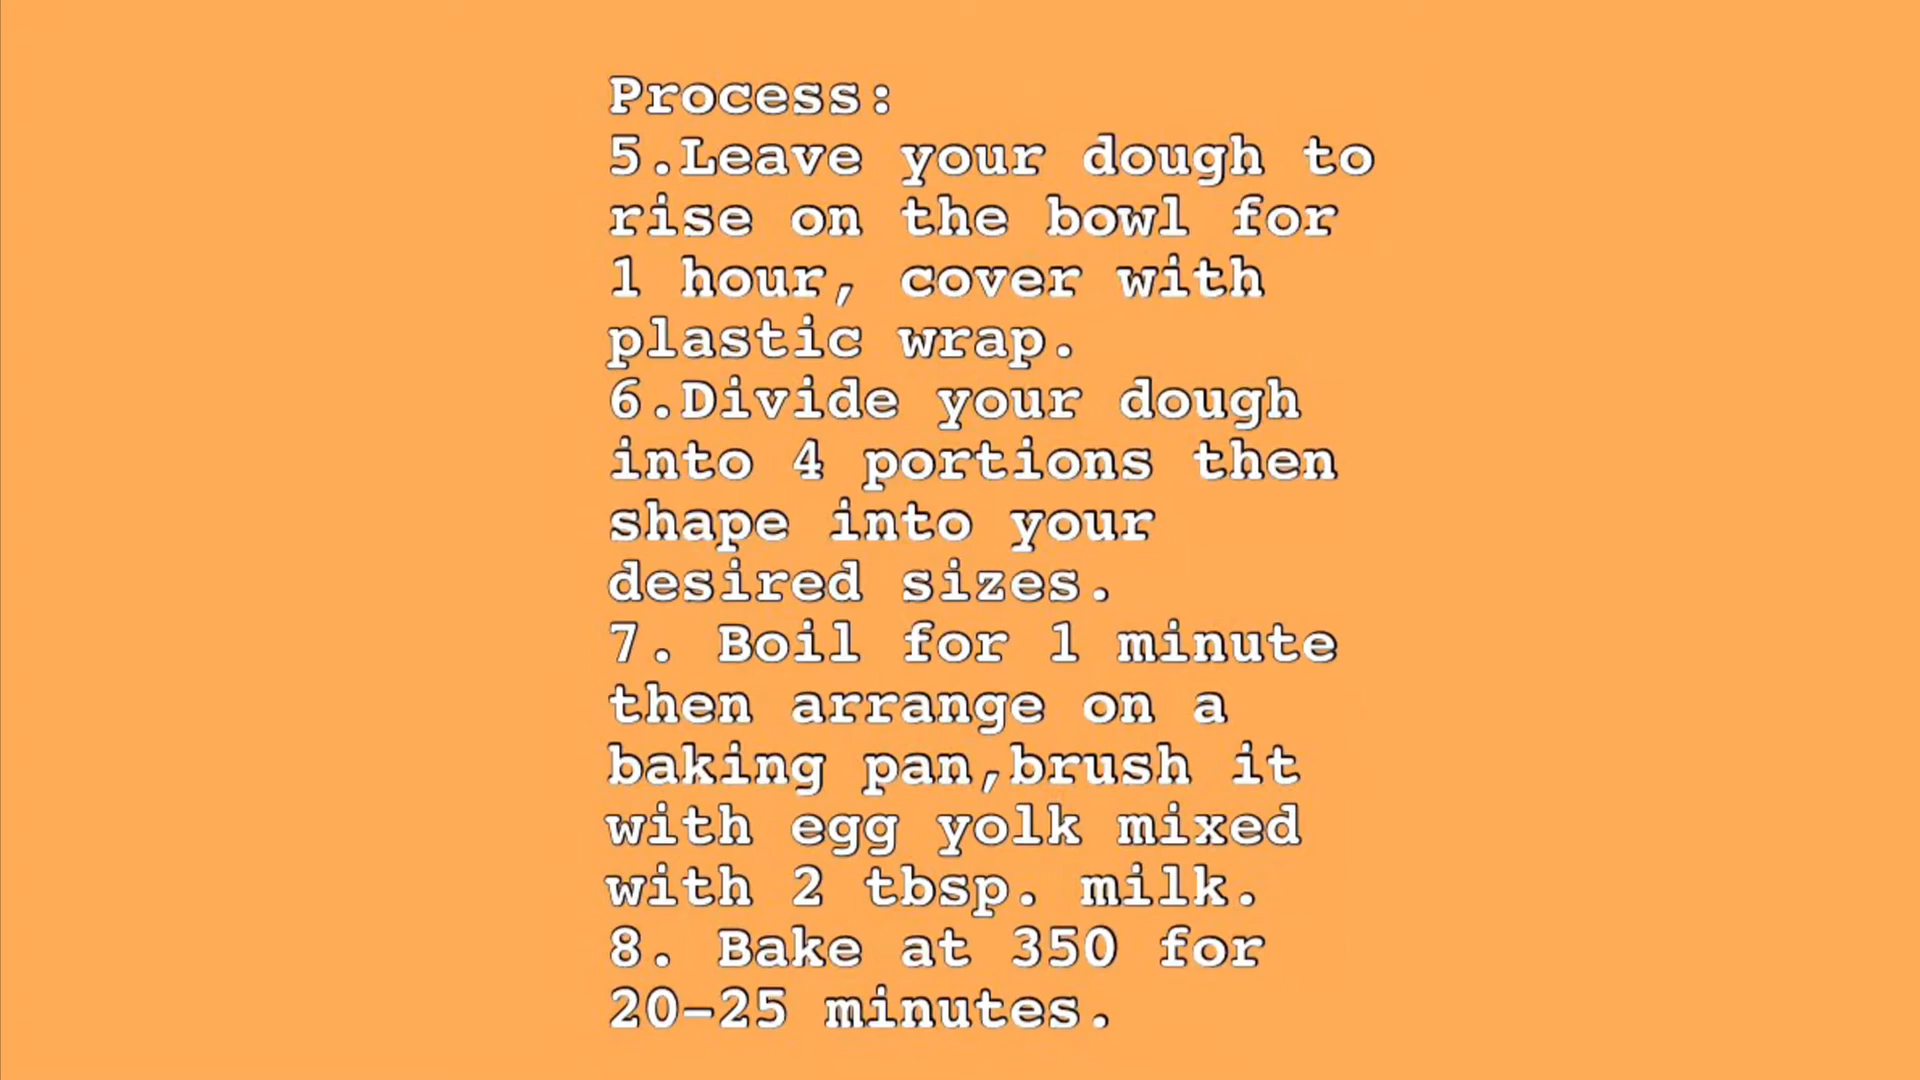 Process:
5.Leave your dough to
rise on the bowl for
1 hour, cover with
plastic wrap.
6.Divide your dough
into 4 portions then
shape into your
desired sizes.
7. Boil for 1 minute
then arrange on a
baking pan,brush it
with egg yolk mixed
with 2 tbsp. milk.
8. Bake at 350 for
20-25 minutes.